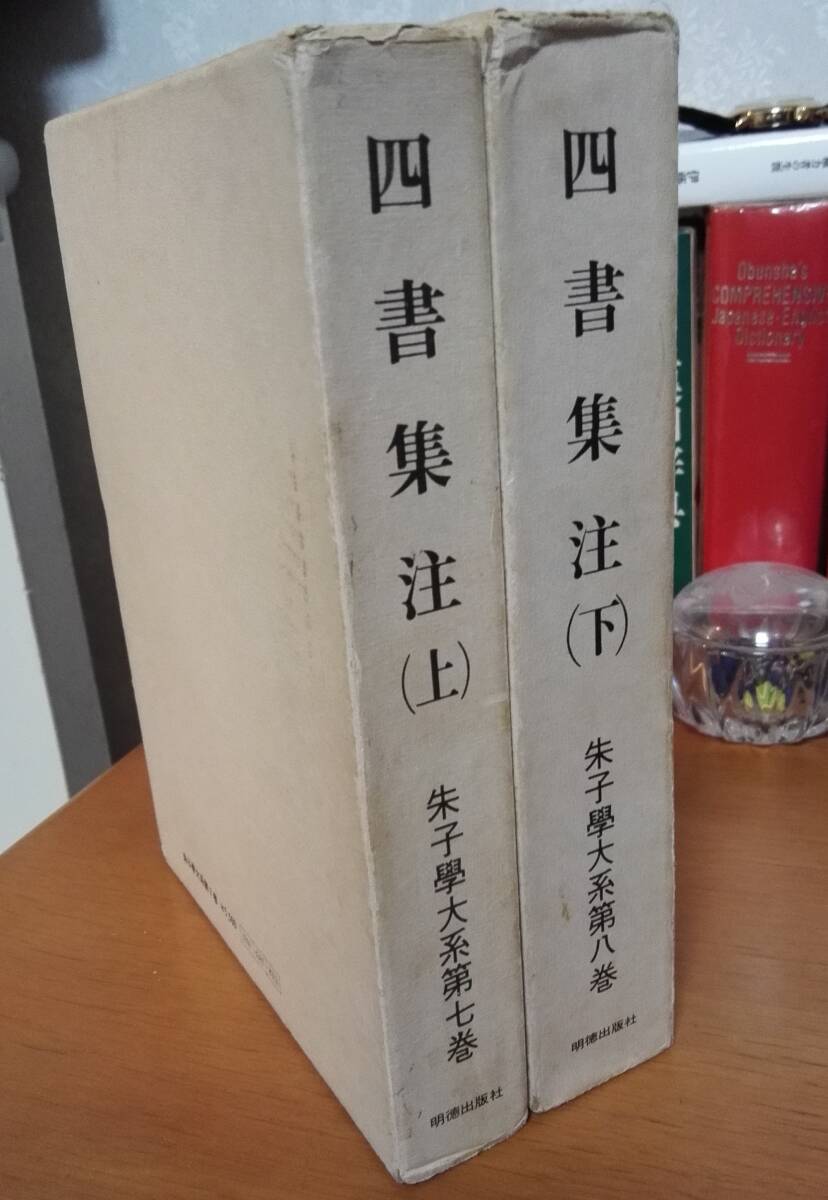 四書集注(上)
朱子學大系第七巻
明徳出版社
四書集注(下)
朱子學大系第八巻
明徳出版社
Obunsha's
COMPREHENSIVE
Japanese-English
Dictionary